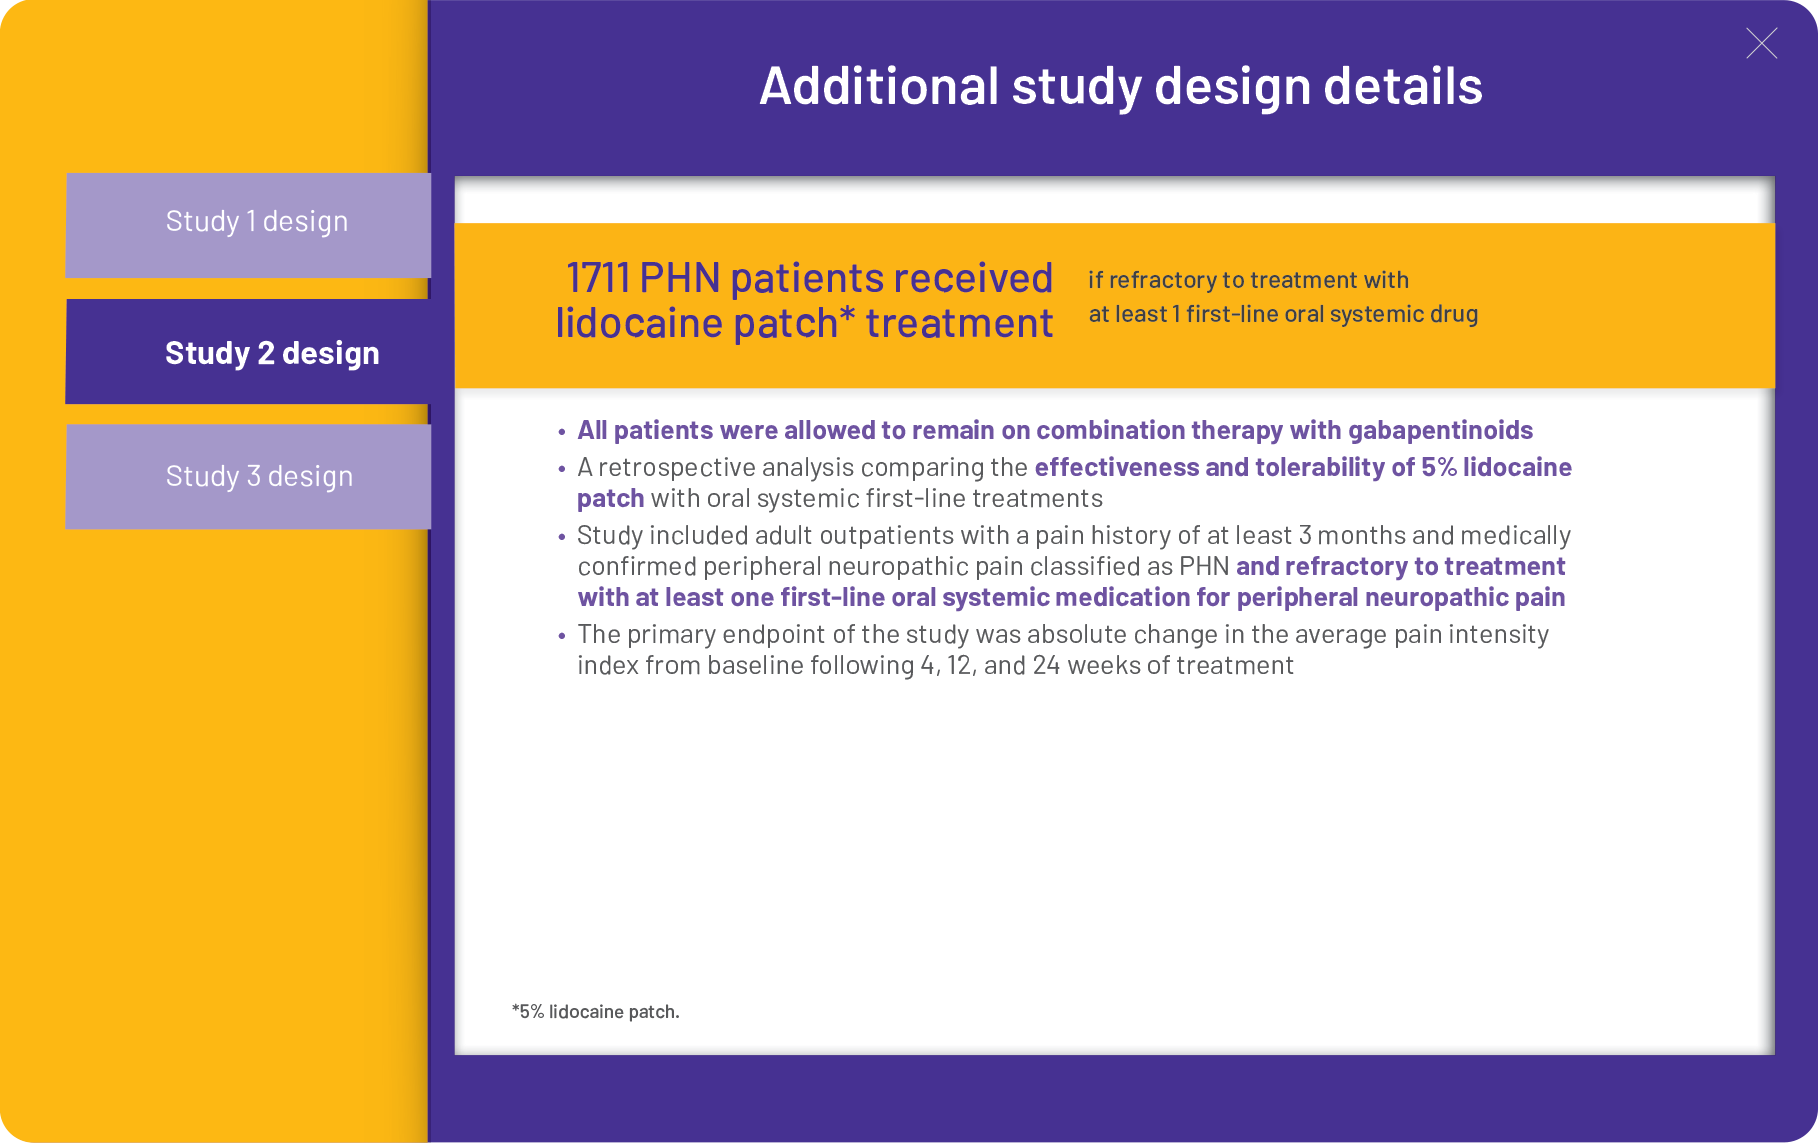 Additional study design details
Study 1 design
Study 2 design
Study 3 design
1711 PHN patients received
lidocaine patch* treatment
if refractory to treatment with
at least 1 first-line oral systemic drug
• All patients were allowed to remain on combination therapy with gabapentinoids
• A retrospective analysis comparing the effectiveness and tolerability of 5% lidocaine
patch with oral systemic first-line treatments
• Study included adult outpatients with a pain history of at least 3 months and medically
confirmed peripheral neuropathic pain classified as PHN and refractory to treatment
with at least one first-line oral systemic medication for peripheral neuropathic pain
• The primary endpoint of the study was absolute change in the average pain intensity
index from baseline following 4, 12, and 24 weeks of treatment
*5% lidocaine patch.